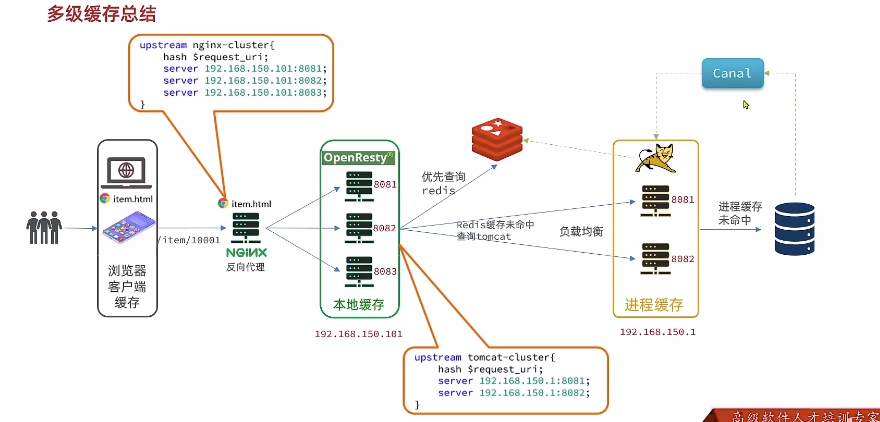 多级缓存总结
upstream nginx-cluster{
hash $request_uri;
server 192.168.150.101:8081;
server 192.168.150.101:8082;
server 192.168.150.101:8083;
}
Canal
OpenResty
item.html
item.html
8081
8082
8083
优先查询
redis
8081
8082
/item/10001
NGINX
反向代理
Redis缓存未命中
查询tomcat
负载均衡
进程缓存
未命中
浏览器
客户端
缓存
本地缓存
进程缓存
192.168.150.101
192.168.150.1
upstream tomcat-cluster{
hash $request_uri;
server 192.168.150.1:8081;
server 192.168.150.1:8082;
}
高级软件人才培训专家